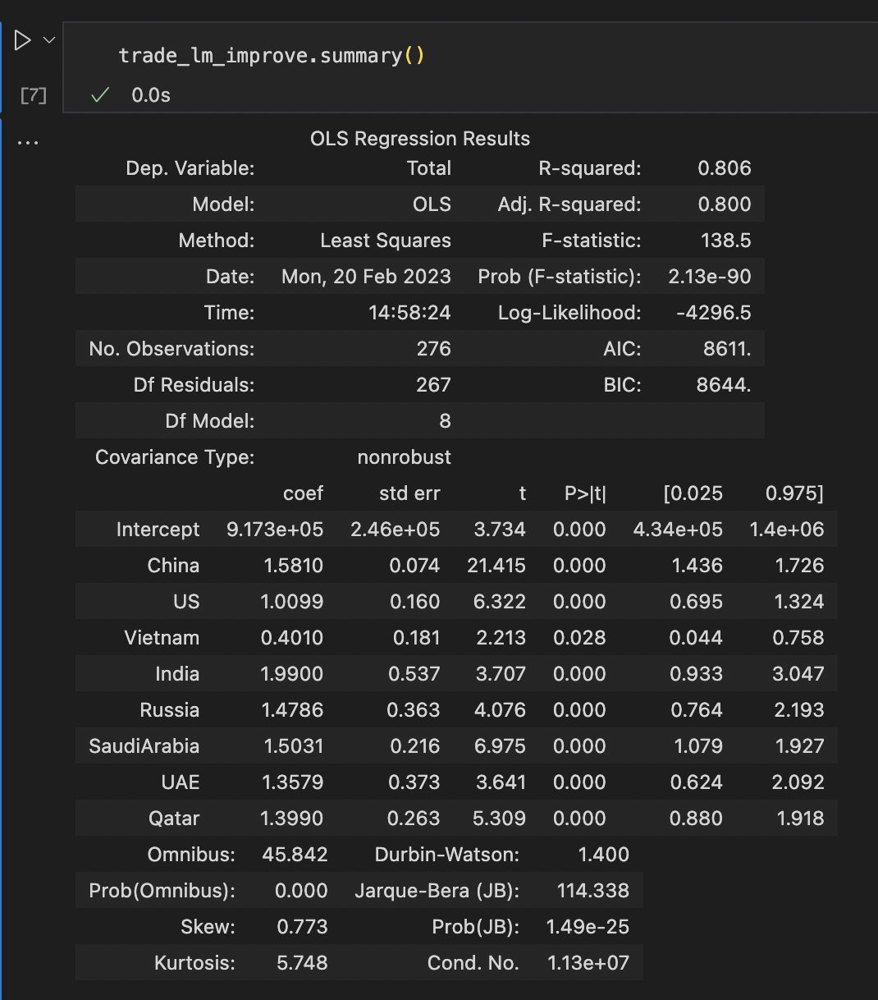 trade_lm_improve.summary()
[7]
0.0s
...
OLS Regression Results
Dep. Variable: Total R-squared: 0.806
Model: OLS Adj. R-squared: 0.800
Method: Least Squares F-statistic: 138.5
Date: Mon, 20 Feb 2023 Prob (F-statistic): 2.13e-90
Time: 14:58:24 Log-Likelihood: -4296.5
No. Observations: 276 AIC: 8611.
Df Residuals: 267 BIC: 8644.
Df Model: 8
Covariance Type: nonrobust
coef std err t P>|t| [0.025 0.975]
Intercept 9.173e+05 2.46e+05 3.734 0.000 4.34e+05 1.4e+06
China 1.5810 0.074 21.415 0.000 1.436 1.726
US 1.0099 0.160 6.322 0.000 0.695 1.324
Vietnam 0.4010 0.181 2.213 0.028 0.044 0.758
India 1.9900 0.537 3.707 0.000 0.933 3.047
Russia 1.4786 0.363 4.076 0.000 0.764 2.193
SaudiArabia 1.5031 0.216 6.975 0.000 1.079 1.927
UAE 1.3579 0.373 3.641 0.000 0.624 2.092
Qatar 1.3990 0.263 5.309 0.000 0.880 1.918
Omnibus: 45.842 Durbin-Watson: 1.400
Prob(Omnibus): 0.000 Jarque-Bera (JB): 114.338
Skew: 0.773 Prob(JB): 1.49e-25
Kurtosis: 5.748 Cond. No. 1.13e+07